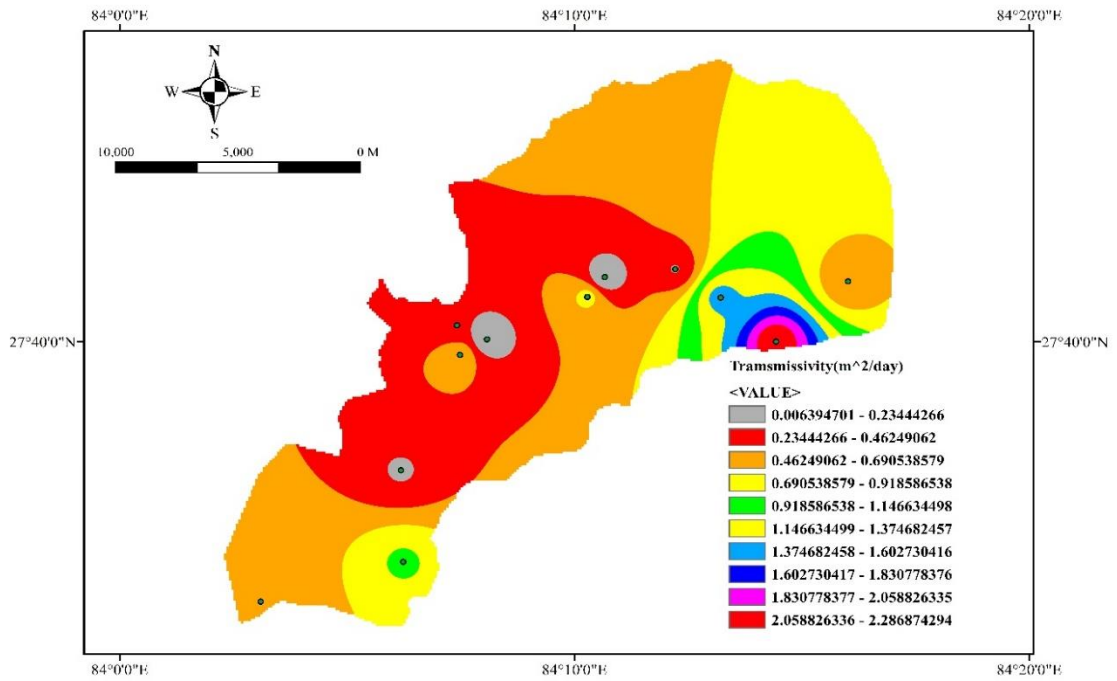 84°0'0"E 84°10'0"E 84°20'0"E
N
W E
S
10,000 5,000 0 M
27°40'0"N 27°40'0"N
Tramsmissivity(m^2/day)
<VALUE>
0.006394701 - 0.23444266
0.23444266 - 0.46249062
0.46249062 - 0.690538579
0.690538579 - 0.918586538
0.918586538 - 1.146634498
1.146634499 - 1.374682457
1.374682458 - 1.602730416
1.602730417 - 1.830778376
1.830778377 - 2.058826335
2.058826336 - 2.286874294
84°0'0"E 84°10'0"E 84°20'0"E